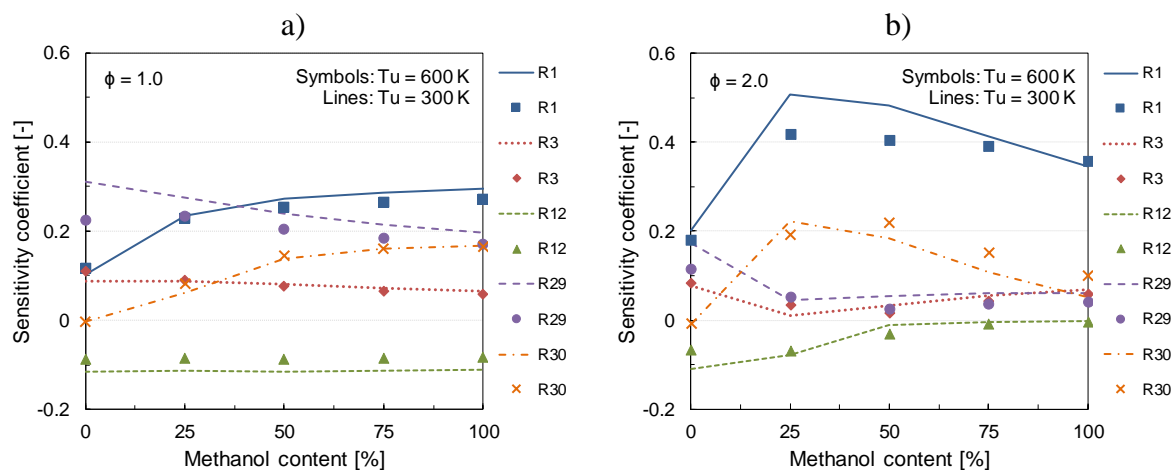 a)
0.6
0.4
0.2
0
-0.2
Sensitivity coefficient [-]
ϕ = 1.0
Symbols: Tu = 600 K
Lines: Tu = 300 K
0 25 50 75 100
Methanol content [%]
R1
R1
R3
R3
R12
R12
R29
R29
R30
R30
b)
0.6
0.4
0.2
0
-0.2
Sensitivity coefficient [-]
ϕ = 2.0
Symbols: Tu = 600 K
Lines: Tu = 300 K
0 25 50 75 100
Methanol content [%]
R1
R1
R3
R3
R12
R12
R29
R29
R30
R30